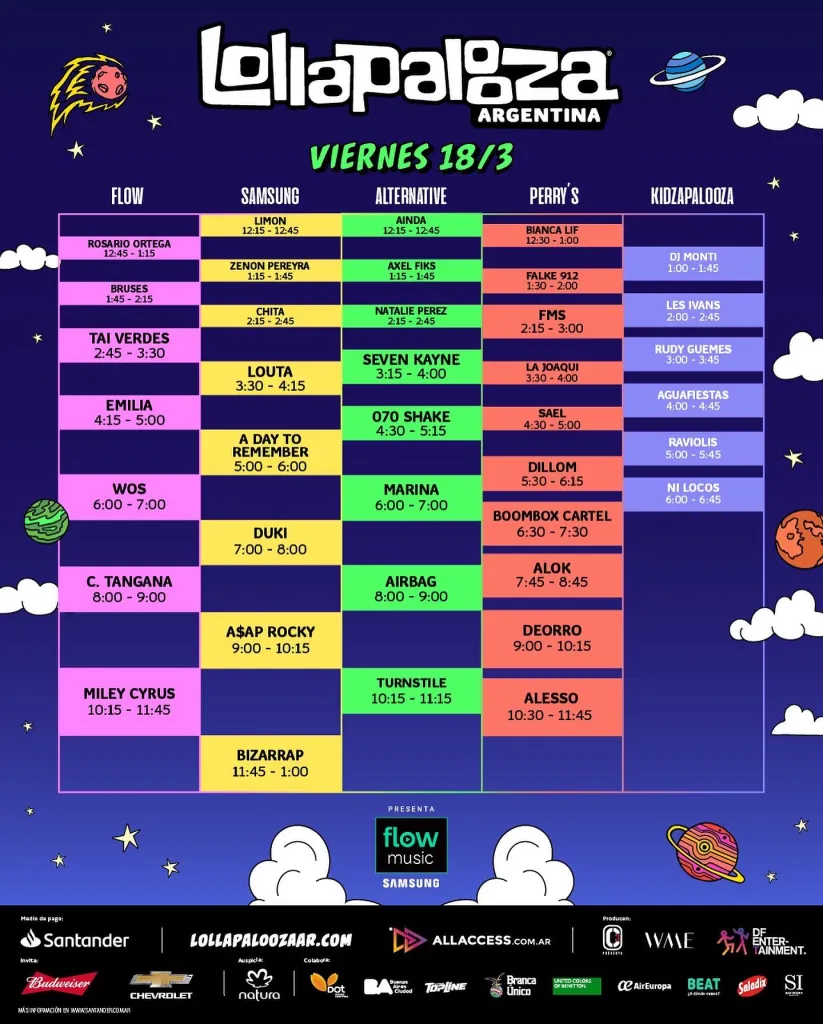 Lollapalooza
ARGENTINA
VIERNES 18/3
FLOW
SAMSUNG
ALTERNATIVE
PERRY'S
KIDZAPALOOZA
ROSARIO ORTEGA
12:45 - 1:15
BRUSES
1:45 - 2:15
TAI VERDES
2:45 - 3:30
EMILIA
4:15 - 5:00
WOS
6:00 - 7:00
C. TANGANA
8:00 - 9:00
MILEY CYRUS
10:15 - 11:45
LIMON
12:15 - 12:45
ZENON PEREYRA
1:15 - 1:45
CHITA
2:15 - 2:45
LOUTA
3:30 - 4:15
A DAY TO
REMEMBER
5:00 - 6:00
DUKI
7:00 - 8:00
A$AP ROCKY
9:00 - 10:15
BIZARRAP
11:45 - 1:00
AINDA
12:15 - 12:45
AXEL FIKS
1:15 - 1:45
NATALIE PEREZ
2:15 - 2:45
SEVEN KAYNE
3:15 - 4:00
070 SHAKE
4:30 - 5:15
MARINA
6:00 - 7:00
AIRBAG
8:00 - 9:00
TURNSTILE
10:15 - 11:15
BIANCA LIF
12:30 - 1:00
FALKE 912
1:30 - 2:00
FMS
2:15 - 3:00
LA JOAQUI
3:30 - 4:00
SAEL
4:30 - 5:00
DILLOM
5:30 - 6:15
BOOMBOX CARTEL
6:30 - 7:30
ALOK
7:45 - 8:45
DEORRO
9:00 - 10:15
ALESSO
10:30 - 11:45
DJ MONTI
1:00 - 1:45
LES IVANS
2:00 - 2:45
RUDY GUEMES
3:00 - 3:45
AGUAFIESTAS
4:00 - 4:45
RAVIOLIS
5:00 - 5:45
NI LOCOS
6:00 - 6:45
PRESENTA
flow
music
SAMSUNG
Medio de pago:
Santander
LOLLAPALOOZAAR.COM
ALLACCESS.COM.AR
Producen:
WME
DF
ENTER-
TAINMENT.
Invita:
Budweiser
CHEVROLET
Auspicia:
natura
Colabora:
DOT
BA
Buenos
Aires
Ciudad
TOPLINE
Branca
Único
UNITED COLORS
OF BENETTON.
AirEuropa
BEAT
Saladix
SI
MÁS INFORMACIÓN EN WWW.SANTANDER.COM.AR